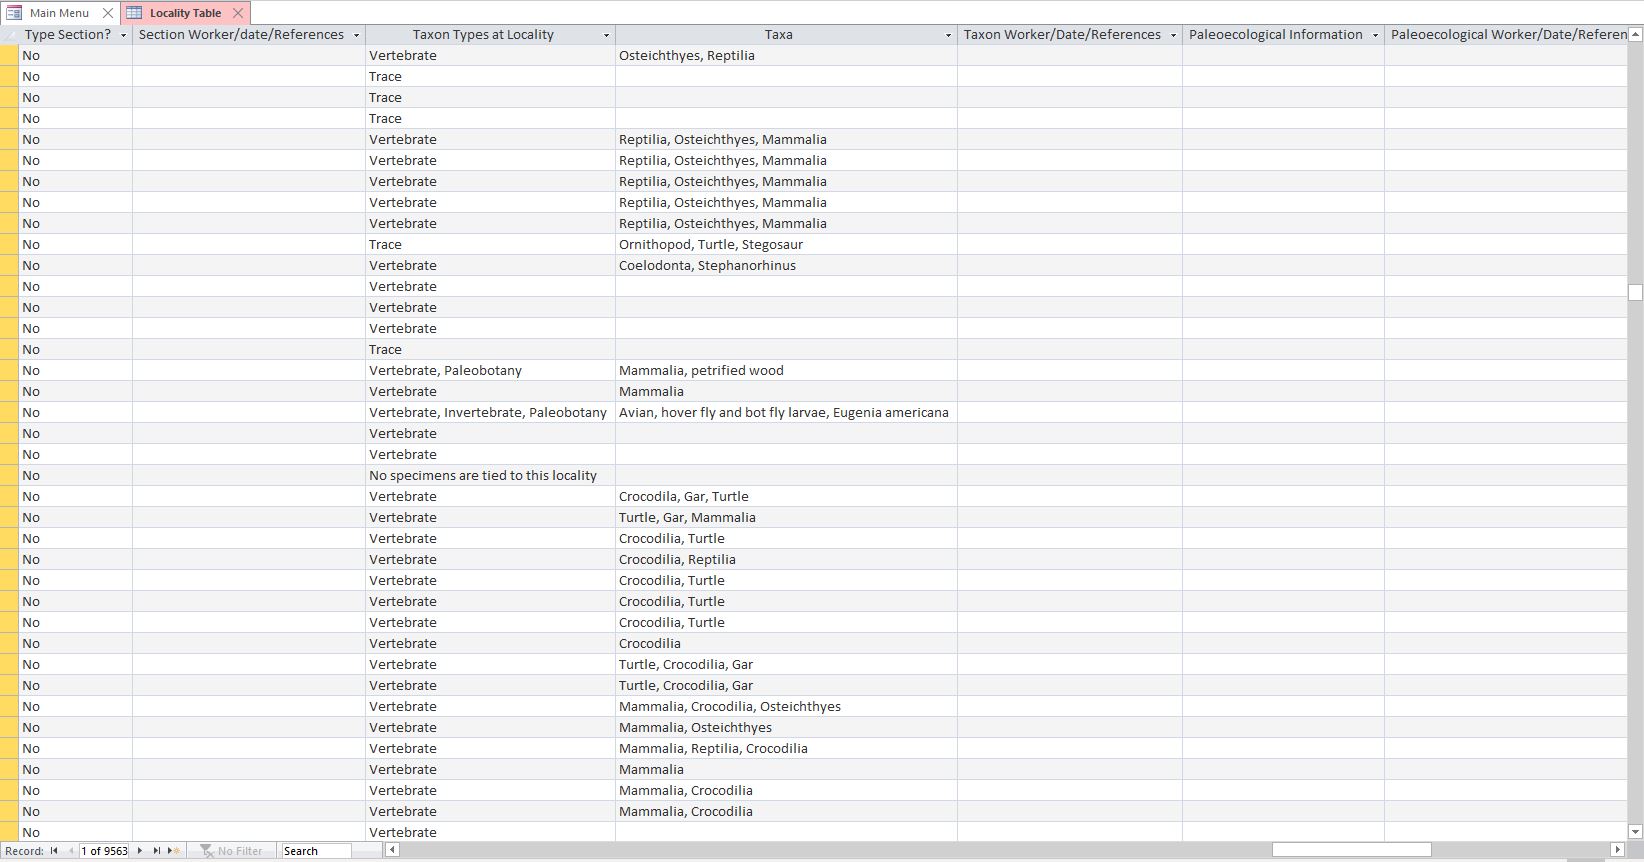 Main Menu Locality Table
Type Section? Section Worker/date/References Taxon Types at Locality Taxa Taxon Worker/Date/References Paleoecological Information Paleoecological Worker/Date/Referen
No Vertebrate Osteichthyes, Reptilia
No Trace
No Trace
No Trace
No Vertebrate Reptilia, Osteichthyes, Mammalia
No Vertebrate Reptilia, Osteichthyes, Mammalia
No Vertebrate Reptilia, Osteichthyes, Mammalia
No Vertebrate Reptilia, Osteichthyes, Mammalia
No Vertebrate Reptilia, Osteichthyes, Mammalia
No Trace Ornithopod, Turtle, Stegosaur
No Vertebrate Coelodonta, Stephanorhinus
No Vertebrate
No Vertebrate
No Vertebrate
No Trace
No Vertebrate, Paleobotany Mammalia, petrified wood
No Vertebrate Mammalia
No Vertebrate, Invertebrate, Paleobotany Avian, hover fly and bot fly larvae, Eugenia americana
No Vertebrate
No Vertebrate
No No specimens are tied to this locality
No Vertebrate Crocodila, Gar, Turtle
No Vertebrate Turtle, Gar, Mammalia
No Vertebrate Crocodilia, Turtle
No Vertebrate Crocodilia, Reptilia
No Vertebrate Crocodilia, Turtle
No Vertebrate Crocodilia, Turtle
No Vertebrate Crocodilia, Turtle
No Vertebrate Crocodilia
No Vertebrate Turtle, Crocodilia, Gar
No Vertebrate Turtle, Crocodilia, Gar
No Vertebrate Mammalia, Crocodilia, Osteichthyes
No Vertebrate Mammalia, Osteichthyes
No Vertebrate Mammalia, Reptilia, Crocodilia
No Vertebrate Mammalia
No Vertebrate Mammalia, Crocodilia
No Vertebrate Mammalia, Crocodilia
No Vertebrate
Record: 1 of 9563 No Filter Search